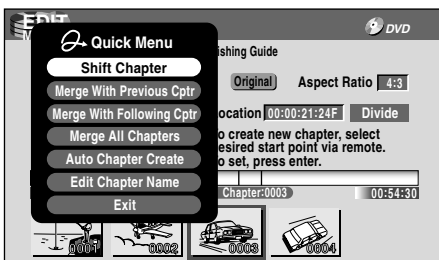 EDIT
DVD
M
Quick Menu
Shift Chapter
Merge With Previous Cptr
Merge With Following Cptr
Merge All Chapters
Auto Chapter Create
Edit Chapter Name
Exit
ishing Guide
Original Aspect Ratio 4:3
ocation 00:00:21:24F Divide
o create new chapter, select
esired start point via remote.
o set, press enter.
Chapter:0003 00:54:30
0001 0002 0003 0004